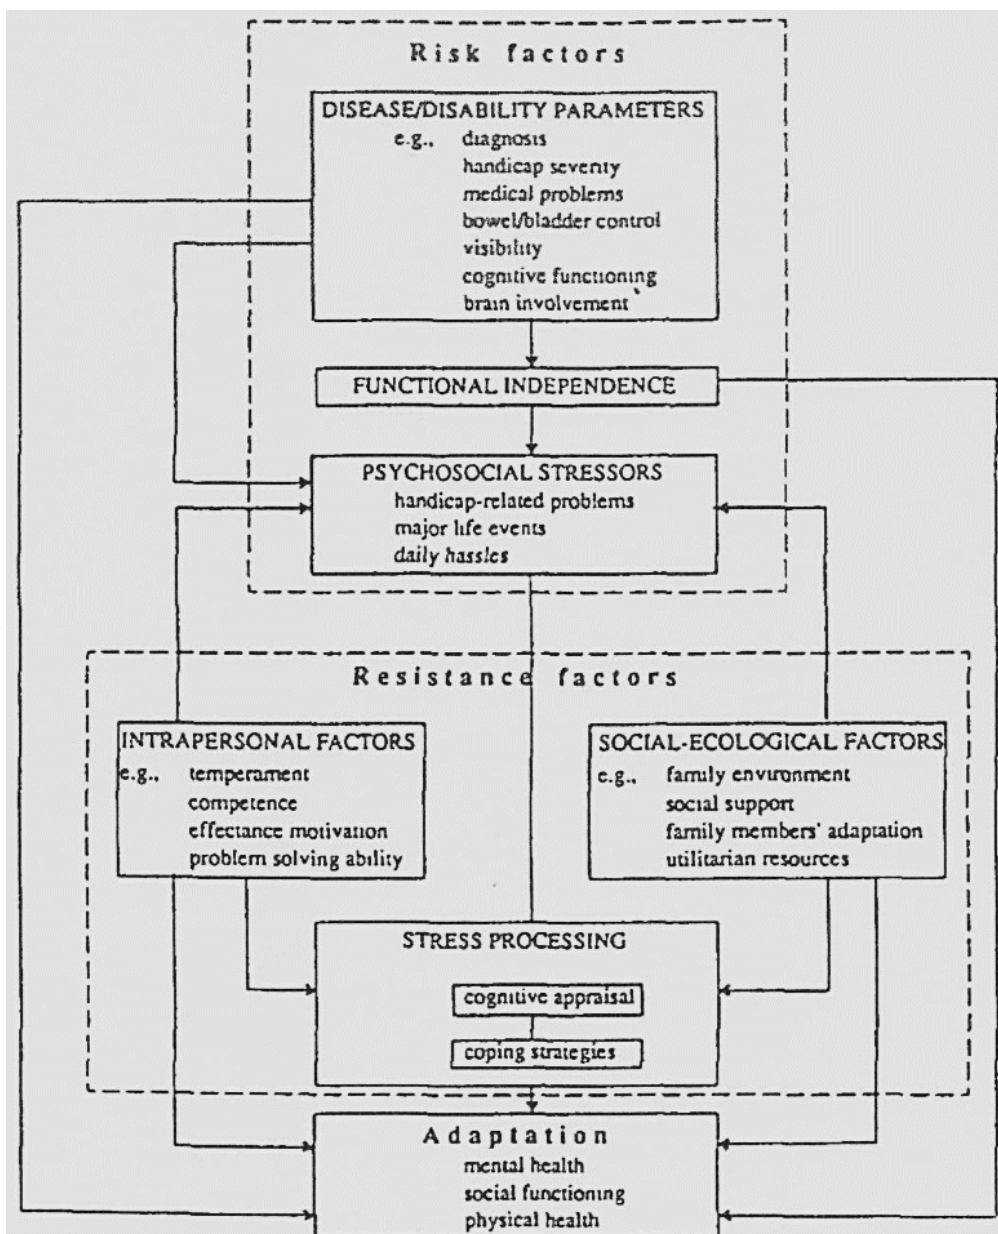 Risk factors
DISEASE/DISABILITY PARAMETERS
e.g., diagnosis
handicap severity
medical problems
bowel/bladder control
visibility
cognitive functioning
brain involvement
FUNCTIONAL INDEPENDENCE
PSYCHOSOCIAL STRESSORS
handicap-related problems
major life events
daily hassles
Resistance factors
INTRAPERSONAL FACTORS
e.g., temperament
competence
effectance motivation
problem solving ability
SOCIAL-ECOLOGICAL FACTORS
e.g., family environment
social support
family members' adaptation
utilitarian resources
STRESS PROCESSING
cognitive appraisal
coping strategies
Adaptation
mental health
social functioning
physical health